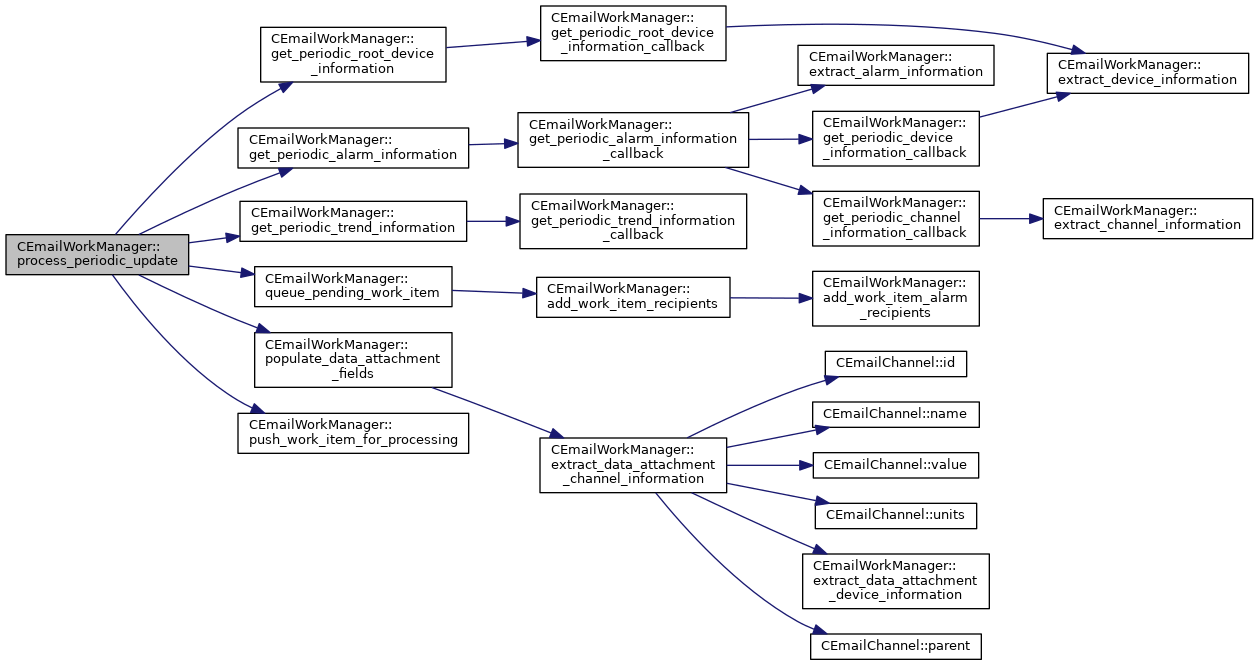 CEmailWorkManager::
process_periodic_update
CEmailWorkManager::
get_periodic_root_device
_information
CEmailWorkManager::
get_periodic_root_device
_information_callback
CEmailWorkManager::
extract_device_information
CEmailWorkManager::
get_periodic_alarm_information
CEmailWorkManager::
get_periodic_alarm_information
_callback
CEmailWorkManager::
extract_alarm_information
CEmailWorkManager::
get_periodic_device
_information_callback
CEmailWorkManager::
get_periodic_channel
_information_callback
CEmailWorkManager::
extract_channel_information
CEmailWorkManager::
get_periodic_trend_information
CEmailWorkManager::
get_periodic_trend_information
_callback
CEmailWorkManager::
queue_pending_work_item
CEmailWorkManager::
add_work_item_recipients
CEmailWorkManager::
add_work_item_alarm
_recipients
CEmailWorkManager::
populate_data_attachment
_fields
CEmailWorkManager::
extract_data_attachment
_channel_information
CEmailChannel::id
CEmailChannel::name
CEmailChannel::value
CEmailChannel::units
CEmailWorkManager::
extract_data_attachment
_device_information
CEmailChannel::parent
CEmailWorkManager::
push_work_item_for_processing